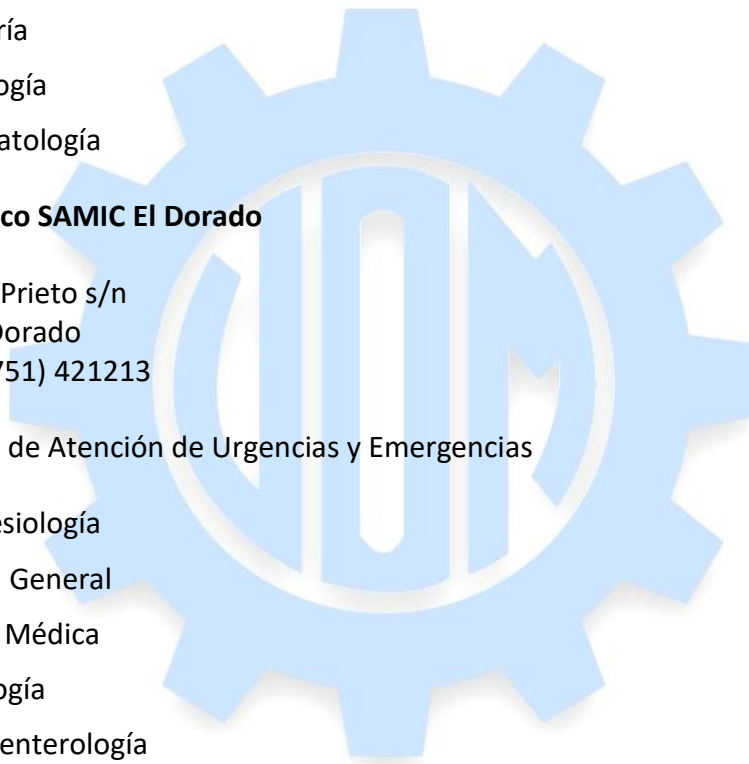 ría
ogía
atología
co SAMIC El Dorado
Prieto s/n
Dorado
751) 421213
de Atención de Urgencias y Emergencias
esiología
General
Médica
ogía
enterología
UOM